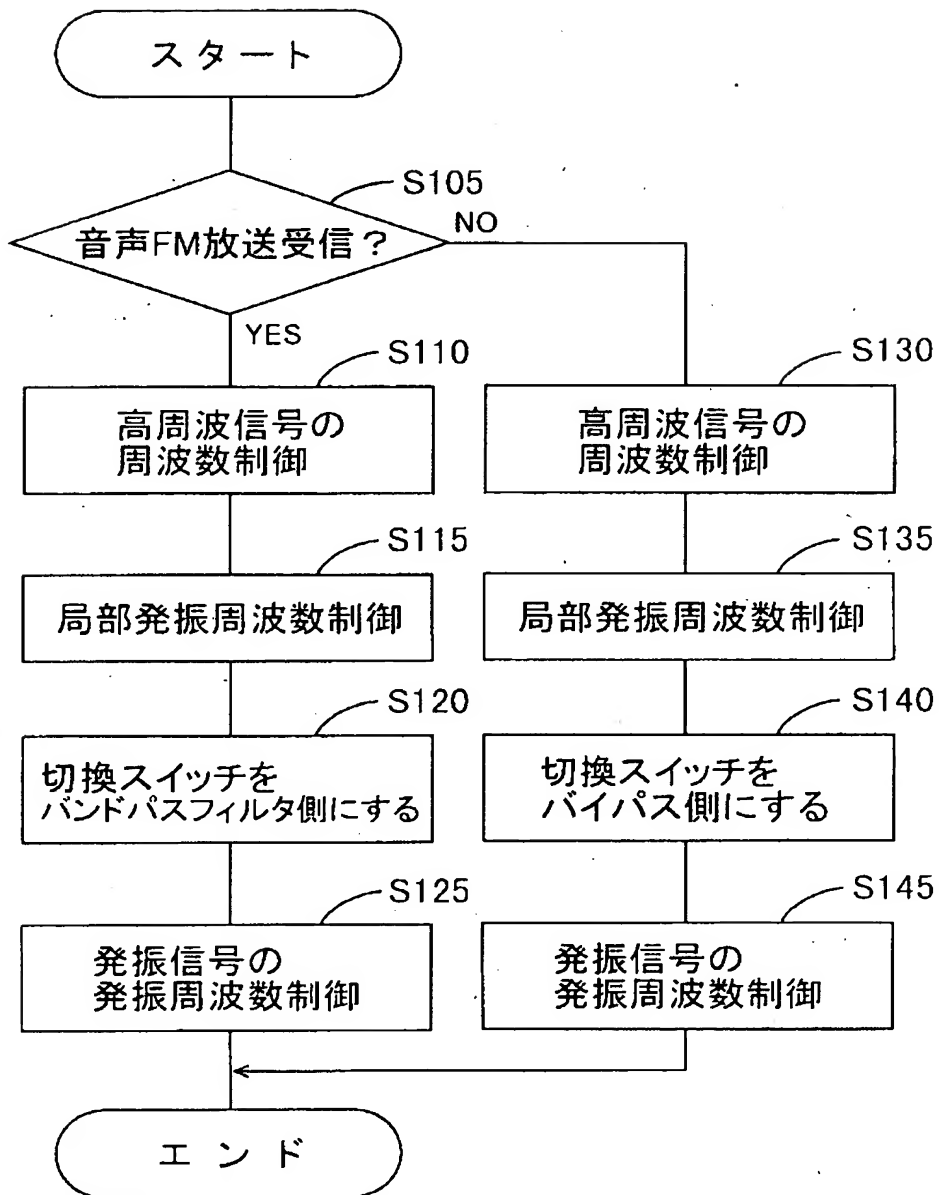 スタート
S105
音声FM放送受信？
NO
YES
S110
高周波信号の
周波数制御
S115
局部発振周波数制御
S120
切換スイッチを
バンドパスフィルタ側にする
S125
発振信号の
発振周波数制御
S130
高周波信号の
周波数制御
S135
局部発振周波数制御
S140
切換スイッチを
バイパス側にする
S145
発振信号の
発振周波数制御
エンド